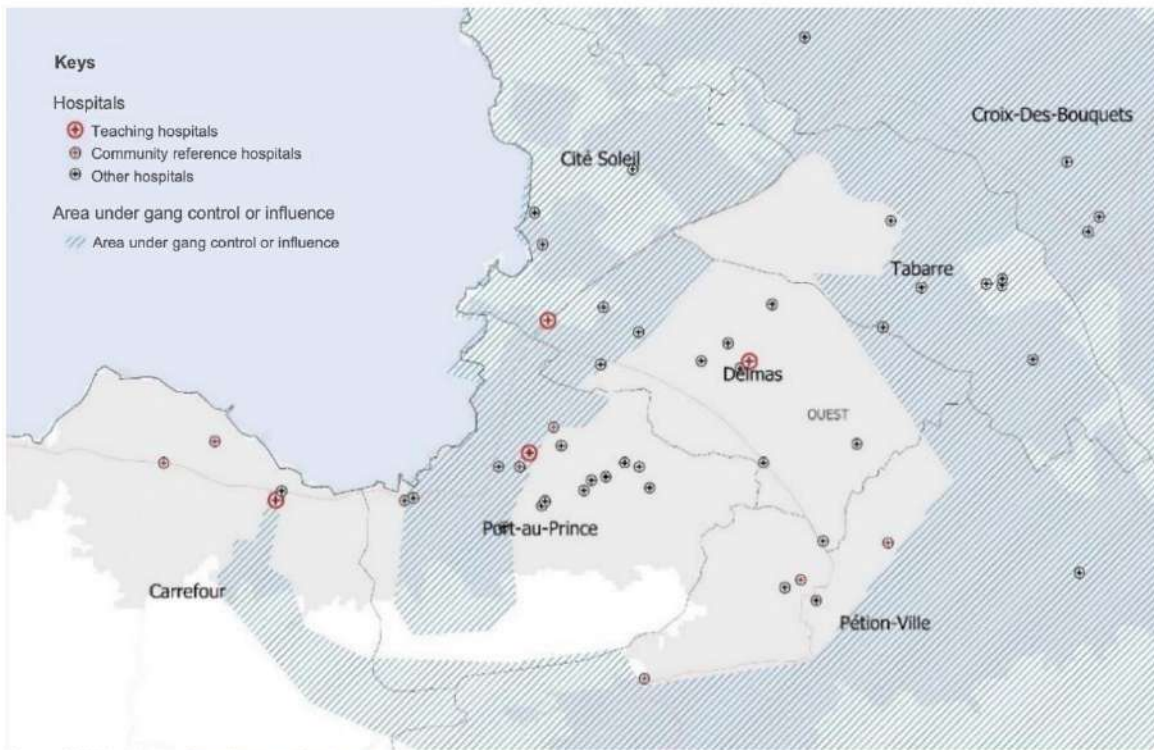 Keys
Hospitals
Teaching hospitals
Community reference hospitals
Other hospitals
Area under gang control or influence
Area under gang control or influence
Croix-Des-Bouquets
Cité Soleil
Tabarre
Delmas
OUEST
Port-au-Prince
Carrefour
Pétion-Ville